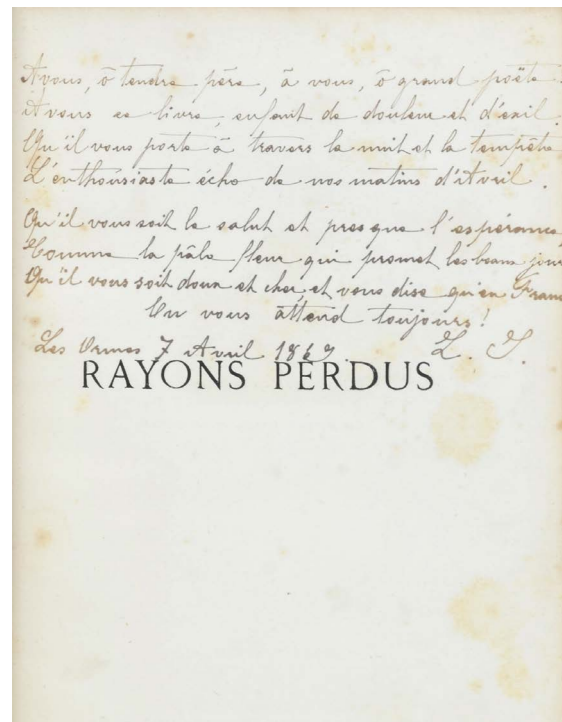 A vous, ô tendre père, à vous, ô grand poëte
A vous ce livre, enfant de douleur et d'exil.
Qu'il vous porte à travers la nuit et la tempête
L'enthousiaste écho de nos matins d'Avril.
Qu'il vous soit le salut et presque l'espérance,
Comme la pâle fleur qui promet les beaux jour
Qu'il vous soit doux et cher, et vous dise qu'en Franc
On vous attend toujours!
Les Ormes 7 Avril 1869. L. S.
RAYONS PERDUS